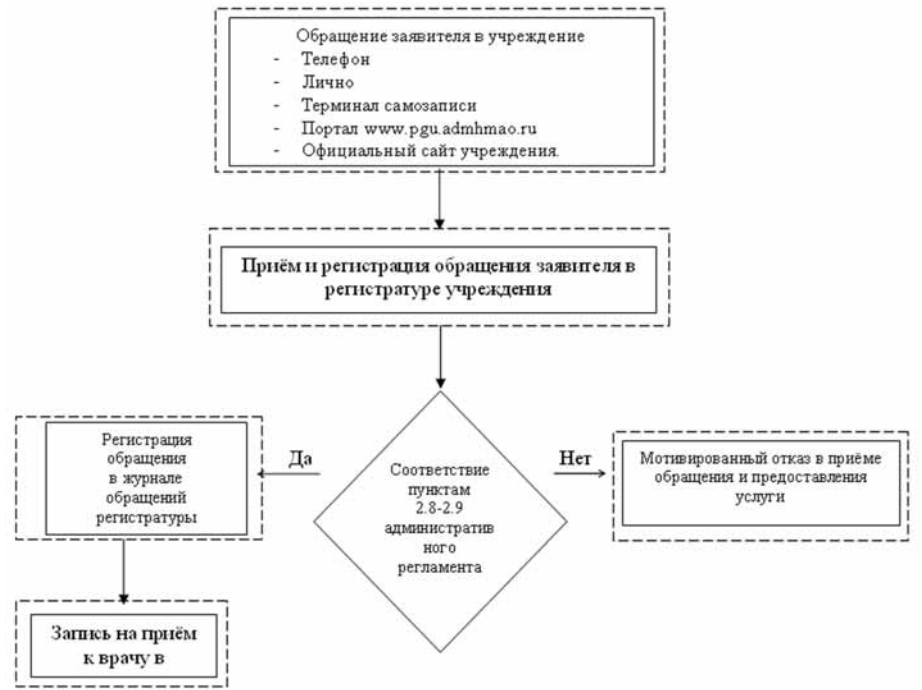 Обращение заявителя в учреждение
- Телефон
- Лично
- Терминал самозаписи
- Портал www.pgu.admhmao.ru
- Официальный сайт учреждения.
Приём и регистрация обращения заявителя в
регистратуре учреждения
Регистрация
обращения
в журнале
обращений
регистратуры
Да
Соответствие
пунктам
2.8-2.9
административ
ного
регламента
Нет
Мотивированный отказ в приёме
обращения и предоставления
услуги
Запись на приём
к врачу в